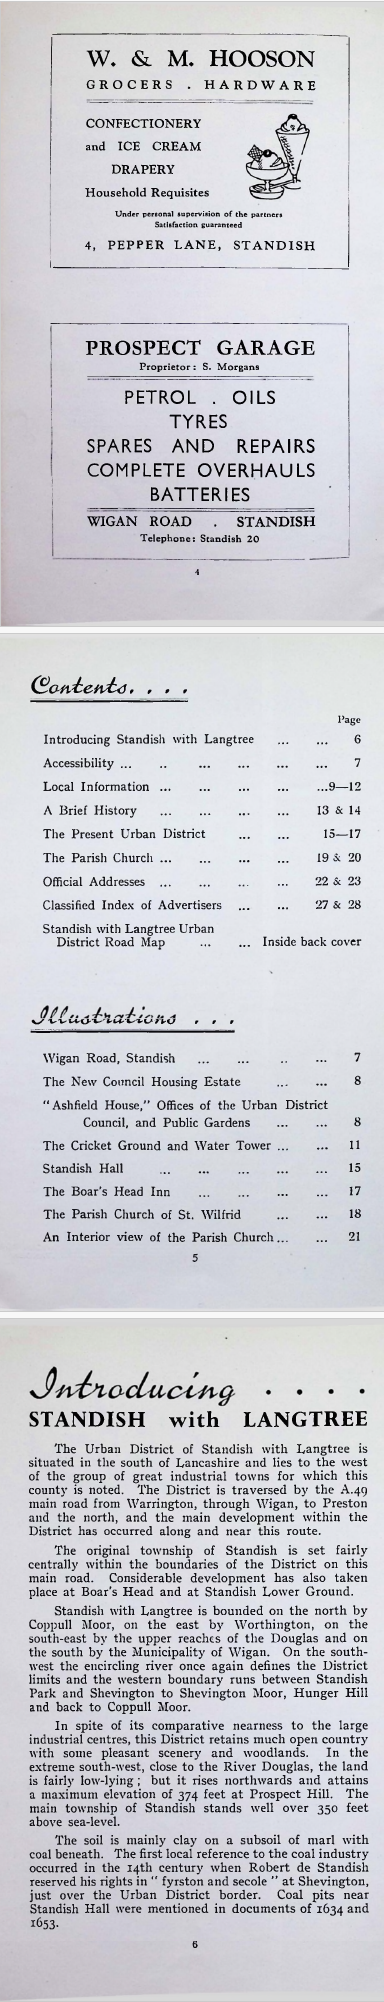 W. & M. HOOSON
GROCERS . HARDWARE
CONFECTIONERY
and ICE CREAM
DRAPERY
Household Requisites
Under personal supervision of the partners
Satisfaction guaranteed
4, PEPPER LANE, STANDISH
PROSPECT GARAGE
Proprietor: S. Morgans
PETROL . OILS
TYRES
SPARES AND REPAIRS
COMPLETE OVERHAULS
BATTERIES
WIGAN ROAD . STANDISH
Telephone: Standish 20
4
Contents. . . .
Page
Introducing Standish with Langtree ... ... 6
Accessibility ... .. ... ... ... ... 7
Local Information ... ... ... ... ...9—12
A Brief History ... ... ... ... 13 & 14
The Present Urban District ... ... 15—17
The Parish Church ... ... ... ... 19 & 20
Official Addresses ... ... ... ... 22 & 23
Classified Index of Advertisers ... ... 27 & 28
Standish with Langtree Urban
District Road Map ... ... Inside back cover
Illustrations . . .
Wigan Road, Standish ... ... .. ... 7
The New Council Housing Estate ... ... 8
"Ashfield House," Offices of the Urban District
Council, and Public Gardens ... ... 8
The Cricket Ground and Water Tower ... ... 11
Standish Hall ... ... ... ... ... 15
The Boar's Head Inn ... ... ... ... 17
The Parish Church of St. Wilfrid ... ... 18
An Interior view of the Parish Church ... ... 21
5
Introducing . . . .
STANDISH with LANGTREE
The Urban District of Standish with Langtree is
situated in the south of Lancashire and lies to the west
of the group of great industrial towns for which this
county is noted. The District is traversed by the A.49
main road from Warrington, through Wigan, to Preston
and the north, and the main development within the
District has occurred along and near this route.
The original township of Standish is set fairly
centrally within the boundaries of the District on this
main road. Considerable development has also taken
place at Boar's Head and at Standish Lower Ground.
Standish with Langtree is bounded on the north by
Coppull Moor, on the east by Worthington, on the
south-east by the upper reaches of the Douglas and on
the south by the Municipality of Wigan. On the south-
west the encircling river once again defines the District
limits and the western boundary runs between Standish
Park and Shevington to Shevington Moor, Hunger Hill
and back to Coppull Moor.
In spite of its comparative nearness to the large
industrial centres, this District retains much open country
with some pleasant scenery and woodlands. In the
extreme south-west, close to the River Douglas, the land
is fairly low-lying; but it rises northwards and attains
a maximum elevation of 374 feet at Prospect Hill. The
main township of Standish stands well over 350 feet
above sea-level.
The soil is mainly clay on a subsoil of marl with
coal beneath. The first local reference to the coal industry
occurred in the 14th century when Robert de Standish
reserved his rights in "fyrston and secole" at Shevington,
just over the Urban District border. Coal pits near
Standish Hall were mentioned in documents of 1634 and
1653.
6